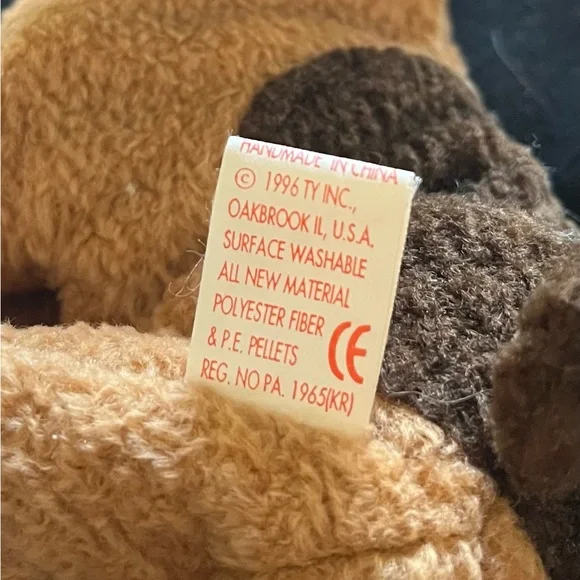 HANDMADE IN CHINA
© 1996 TY INC.,
OAKBROOK IL, U.S.A.
SURFACE WASHABLE
ALL NEW MATERIAL
POLYESTER FIBER
& P.E. PELLETS CE
REG. NO PA. 1965(KR)